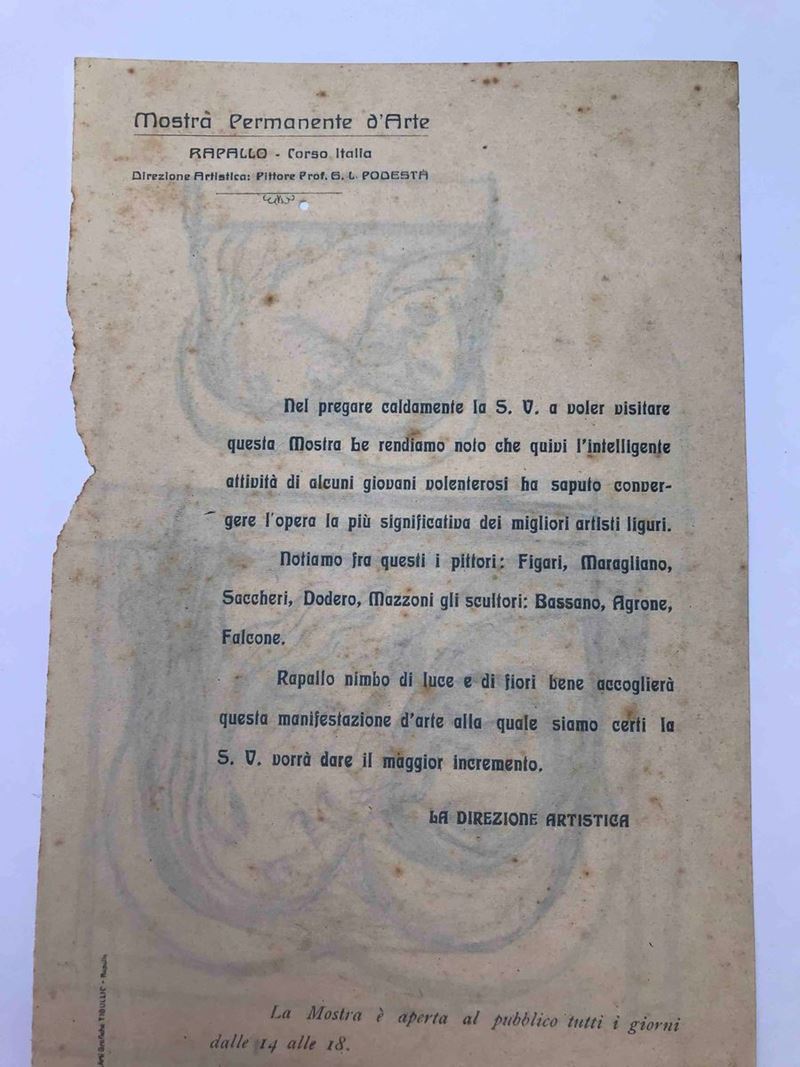 Mostra Permanente d'Arte
RAPALLO - Corso Italia
Direzione Artistica: Pittore Prof. G. L. PODESTÀ
Nel pregare caldamente la S. V. a voler visitare
questa Mostra Le rendiamo noto che quivi l'intelligente
attività di alcuni giovani volenterosi ha saputo conver-
gere l'opera la più significativa dei migliori artisti liguri.
Notiamo fra questi i pittori: Figari, Maragliano,
Saccheri, Dodero, Mazzoni gli scultori: Bassano, Agrone,
Falcone.
Rapallo nimbo di luce e di fiori bene accoglierà
questa manifestazione d'arte alla quale siamo certi la
S. V. vorrà dare il maggior incremento.
LA DIREZIONE ARTISTICA
La Mostra è aperta al pubblico tutti i giorni
dalle 14 alle 18.
Arti Grafiche TIGULLIO - Rapallo